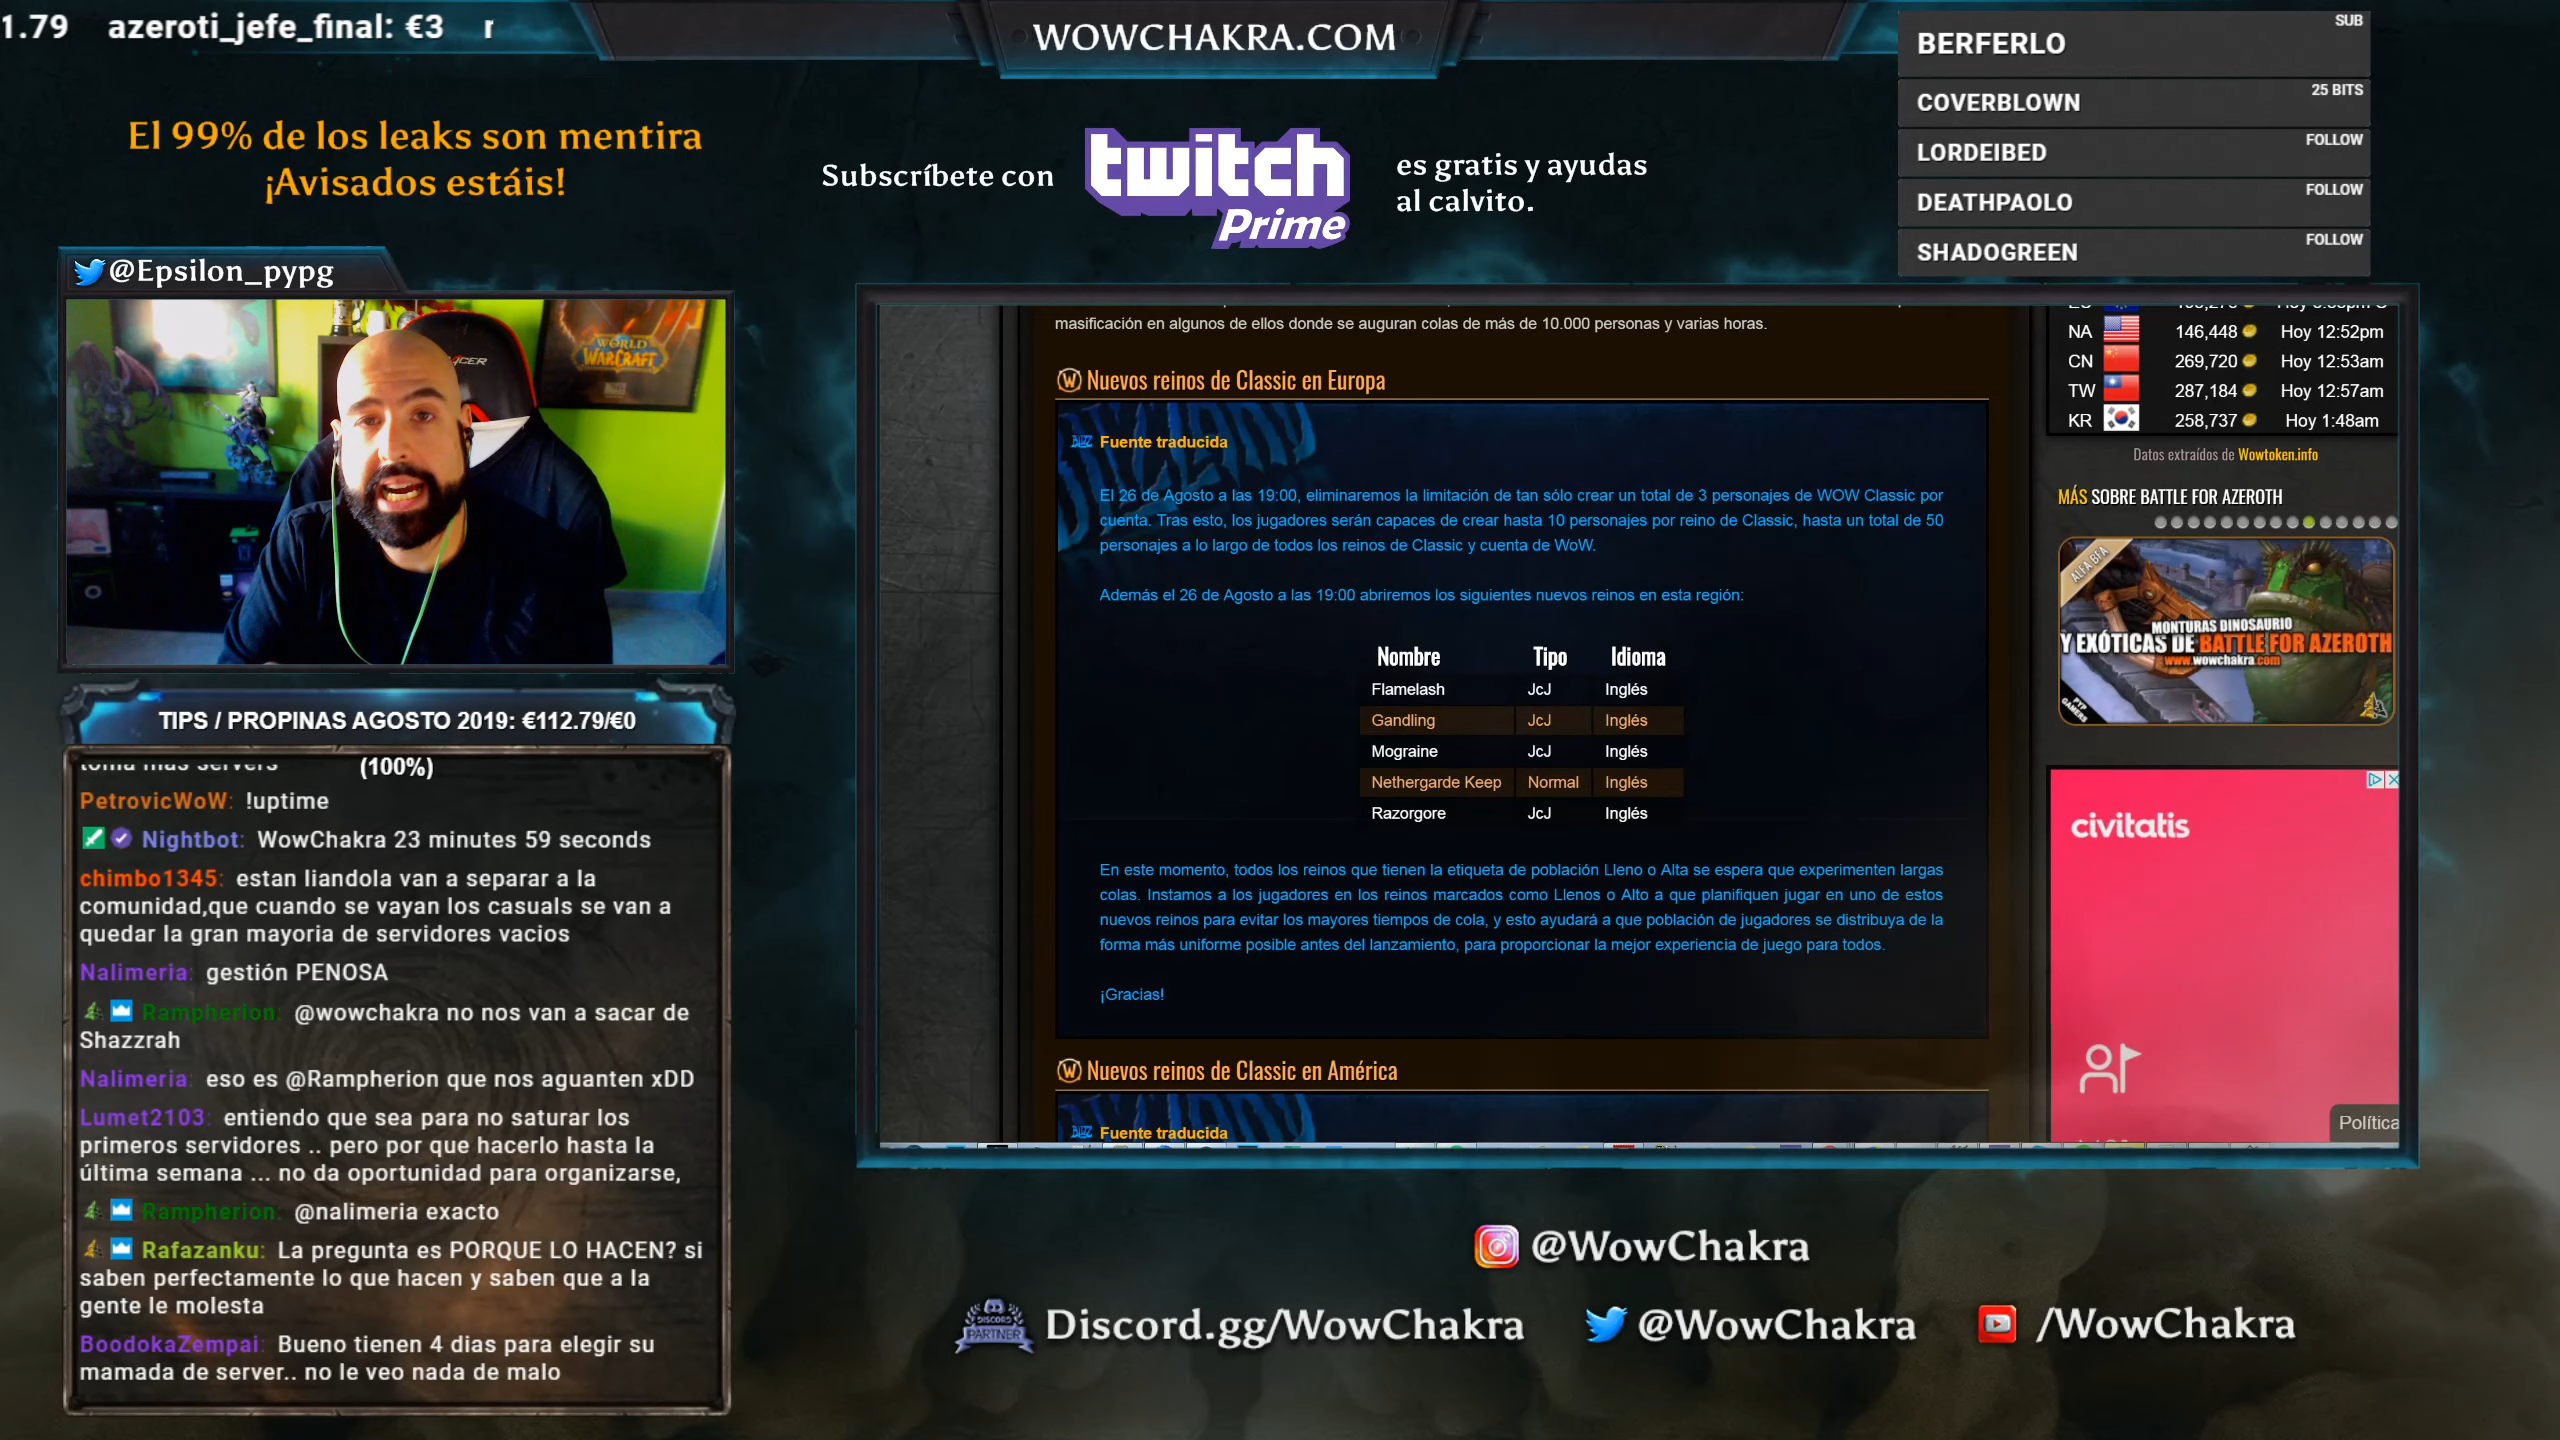 1.79 azeroti_jefe_final: €3
WOWCHAKRA.COM
BERFERLO SUB
COVERBLOWN 25 BITS
LORDEIBED FOLLOW
DEATHPAOLO FOLLOW
SHADOGREEN FOLLOW
El 99% de los leaks son mentira
¡Avisados estáis!
Subscríbete con
twitch
Prime
es gratis y ayudas
al calvito.
@Epsilon_pypg
WORLD
WARCRAFT
TIPS / PROPINAS AGOSTO 2019: €112.79/€0
(100%)
toma mas servers
PetrovicWoW: !uptime
Nightbot: WowChakra 23 minutes 59 seconds
chimbo1345: estan liandola van a separar a la
comunidad,que cuando se vayan los casuals se van a
quedar la gran mayoria de servidores vacios
Nalimeria: gestión PENOSA
Rampherion: @wowchakra no nos van a sacar de
Shazzrah
Nalimeria: eso es @Rampherion que nos aguanten xDD
Lumet2103: entiendo que sea para no saturar los
primeros servidores .. pero por que hacerlo hasta la
última semana ... no da oportunidad para organizarse,
Rampherion: @nalimeria exacto
Rafazanku: La pregunta es PORQUE LO HACEN? si
saben perfectamente lo que hacen y saben que a la
gente le molesta
BoodokaZempai: Bueno tienen 4 dias para elegir su
mamada de server.. no le veo nada de malo
masificación en algunos de ellos donde se auguran colas de más de 10.000 personas y varias horas.
Nuevos reinos de Classic en Europa
BLIZ Fuente traducida
El 26 de Agosto a las 19:00, eliminaremos la limitación de tan sólo crear un total de 3 personajes de WOW Classic por
cuenta. Tras esto, los jugadores serán capaces de crear hasta 10 personajes por reino de Classic, hasta un total de 50
personajes a lo largo de todos los reinos de Classic y cuenta de WoW.
Además el 26 de Agosto a las 19:00 abriremos los siguientes nuevos reinos en esta región:
Nombre Tipo Idioma
Flamelash JcJ Inglés
Gandling JcJ Inglés
Mograine JcJ Inglés
Nethergarde Keep Normal Inglés
Razorgore JcJ Inglés
En este momento, todos los reinos que tienen la etiqueta de población Lleno o Alta se espera que experimenten largas
colas. Instamos a los jugadores en los reinos marcados como Llenos o Alto a que planifiquen jugar en uno de estos
nuevos reinos para evitar los mayores tiempos de cola, y esto ayudará a que población de jugadores se distribuya de la
forma más uniforme posible antes del lanzamiento, para proporcionar la mejor experiencia de juego para todos.
¡Gracias!
Nuevos reinos de Classic en América
BLIZ Fuente traducida
NA 146,448 Hoy 12:52pm
CN 269,720 Hoy 12:53am
TW 287,184 Hoy 12:57am
KR 258,737 Hoy 1:48am
Datos extraídos de Wowtoken.info
MÁS SOBRE BATTLE FOR AZEROTH
ALFA BFA
MONTURAS DINOSAURIO
Y EXÓTICAS DE BATTLE FOR AZEROTH
www.wowchakra.com
PYP
GAMERS
civitatis
Política
@WowChakra
DISCORD
PARTNER
Discord.gg/WowChakra
@WowChakra
/WowChakra